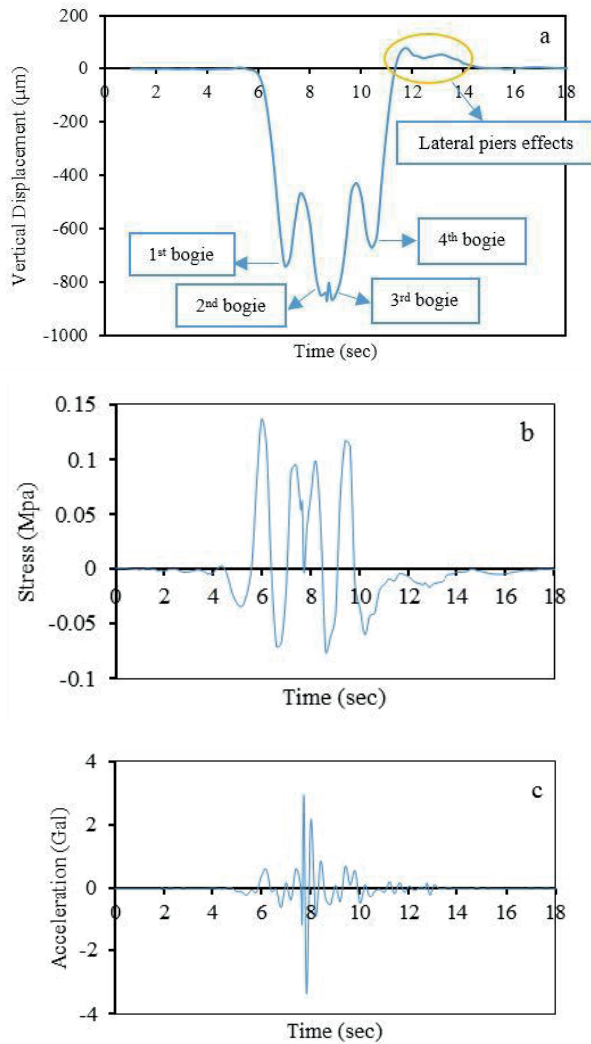 a
200
0
-200
-400
-600
-800
-1000
0 2 4 6 8 10 12 14 16 18
Vertical Displacement (μm)
Time (sec)
Lateral piers effects
1st bogie
4th bogie
2nd bogie
3rd bogie
b
0.15
0.1
0.05
0
-0.05
-0.1
0 2 4 6 8 10 12 14 16 18
Stress (Mpa)
Time (sec)
c
4
2
0
-2
-4
0 2 4 6 8 10 12 14 16 18
Acceleration (Gal)
Time (sec)